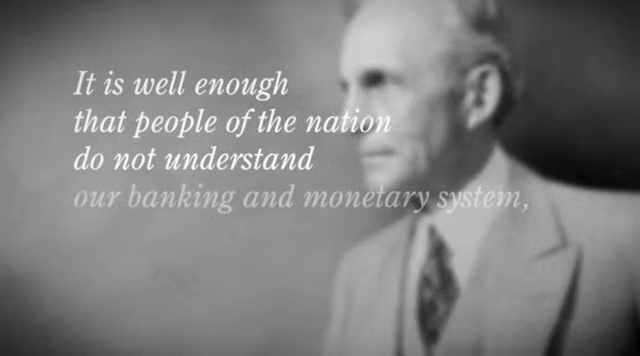 It is well enough
that people of the nation
do not understand
our banking and monetary system,